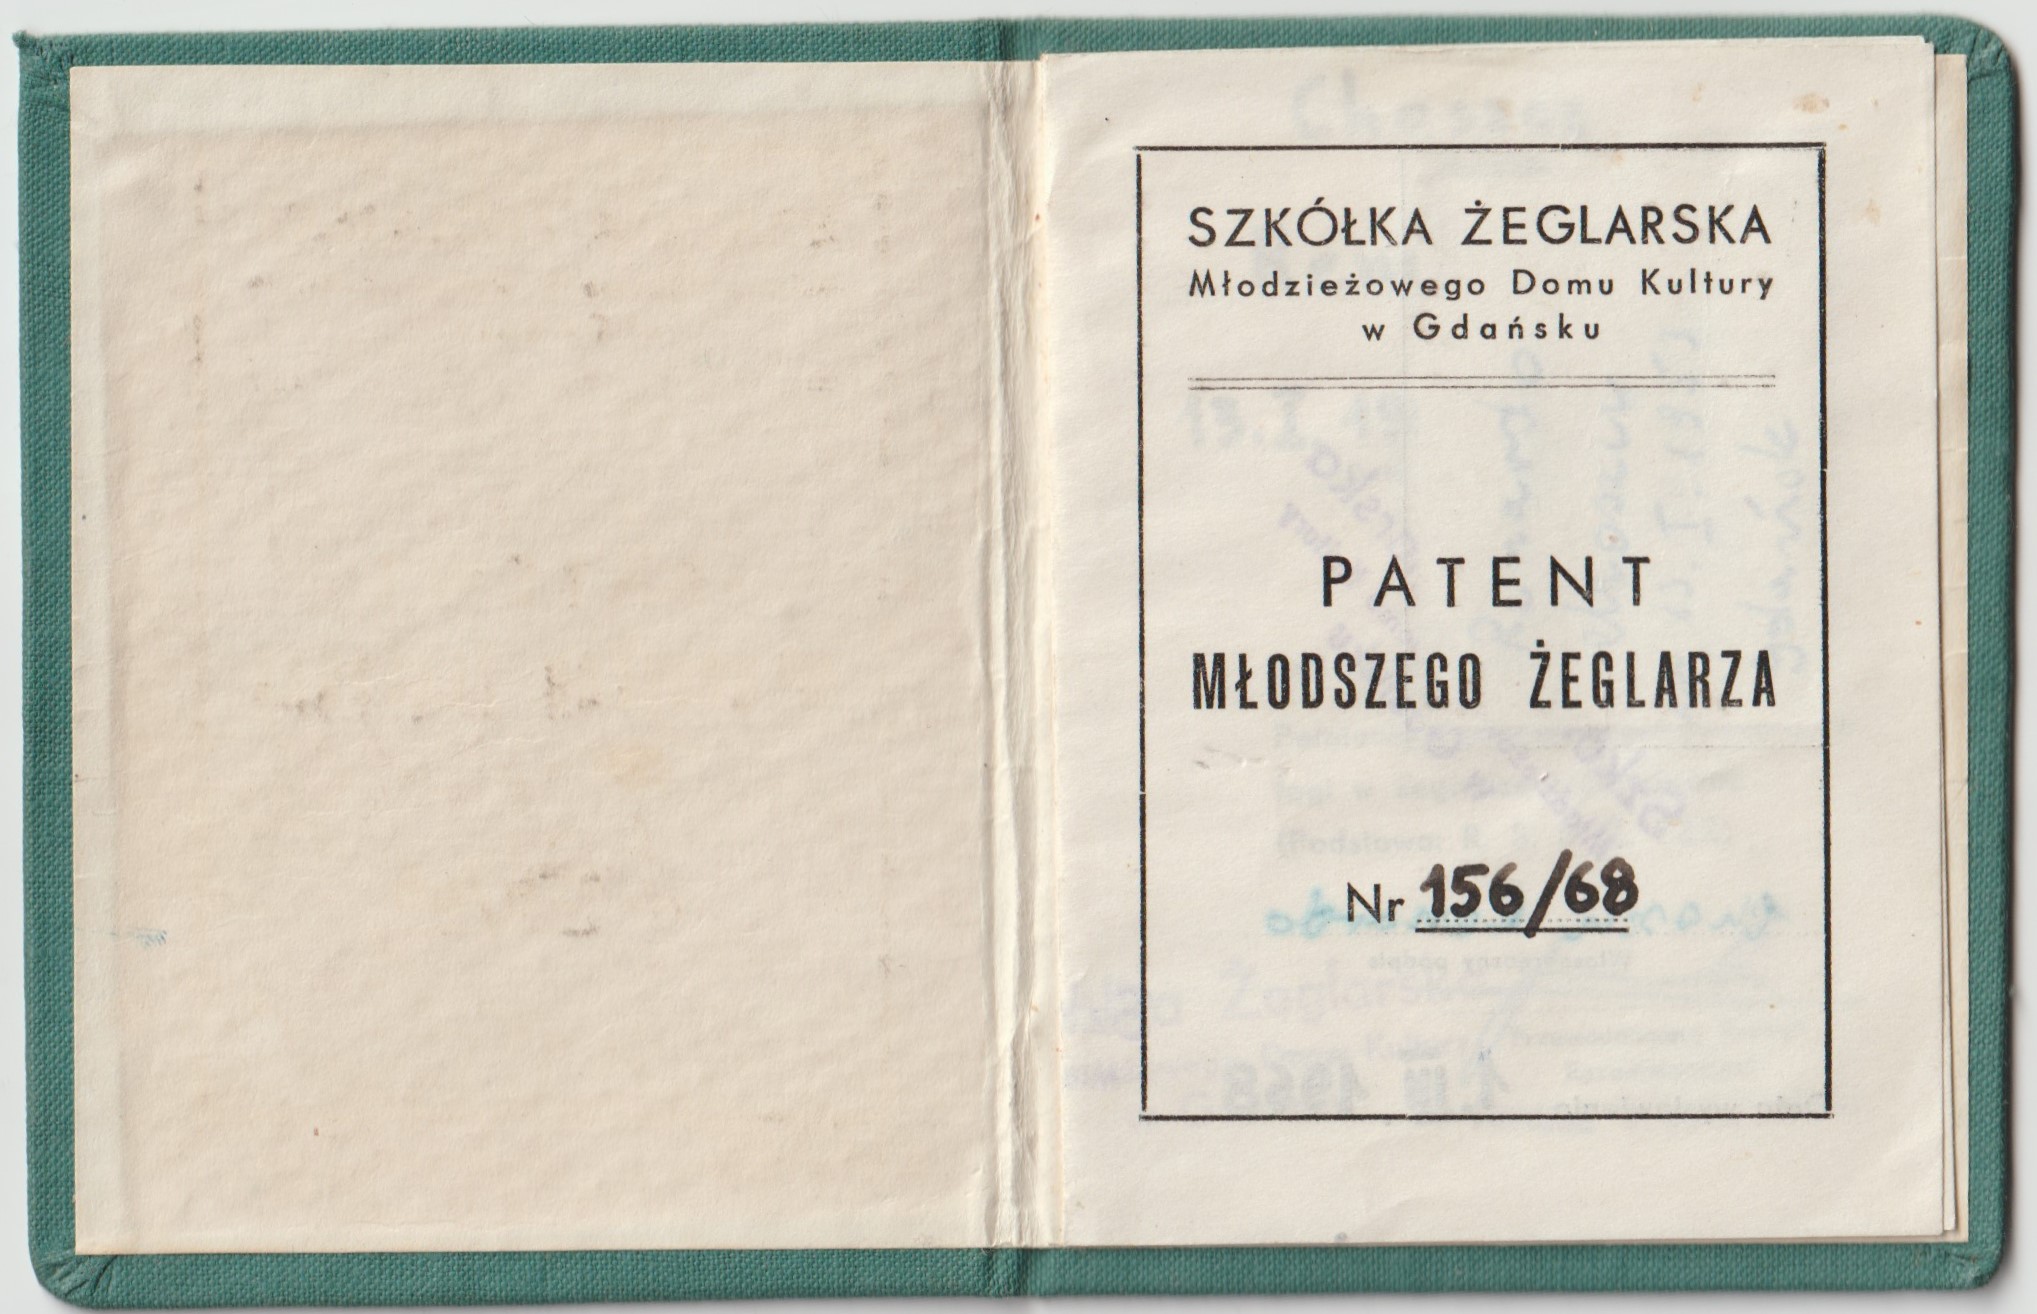 SZKÓŁKA ŻEGLARSKA
Młodzieżowego Domu Kultury
w Gdańsku
PATENT
MŁODSZEGO ŻEGLARZA
Nr 156/68